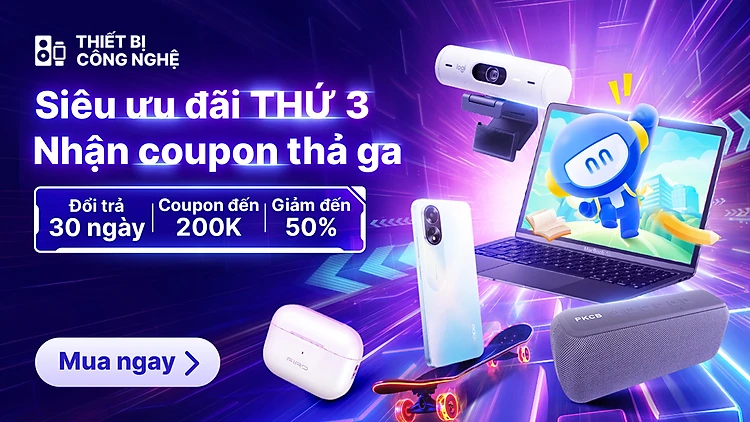 THIẾT BỊ
CÔNG NGHỆ
Siêu ưu đãi THỨ 3
Nhận coupon thả ga
Đổi trả
30 ngày
Coupon đến
200K
Giảm đến
50%
Mua ngay
logi
PKCB